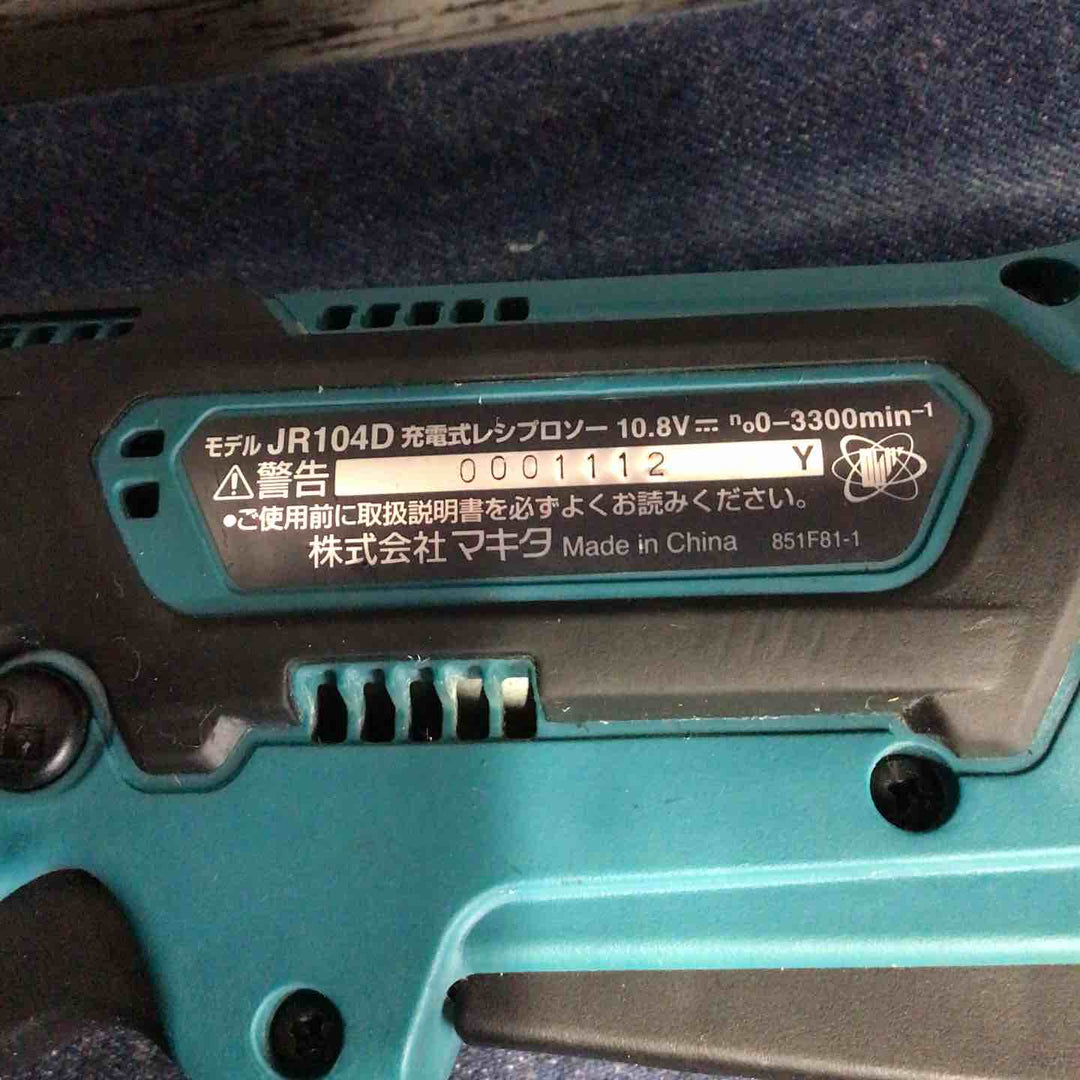 モデル JR104D 充電式レシプロソー 10.8V⎓ n₀0−3300min⁻¹
⚠警告 0001112 Y
●ご使用前に取扱説明書を必ずよくお読みください。
株式会社マキタ Made in China 851F81-1